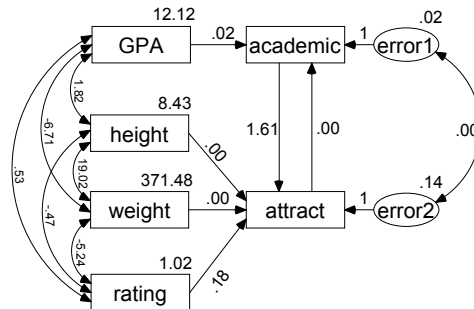 12.12 .02
GPA .02 academic 1 error1
1.82
8.43
-6.71 height .00 1.61 .00 .00
.53 19.02
371.48 .14
-.47 weight .00 attract 1 error2
-5.24 1.02
rating .18